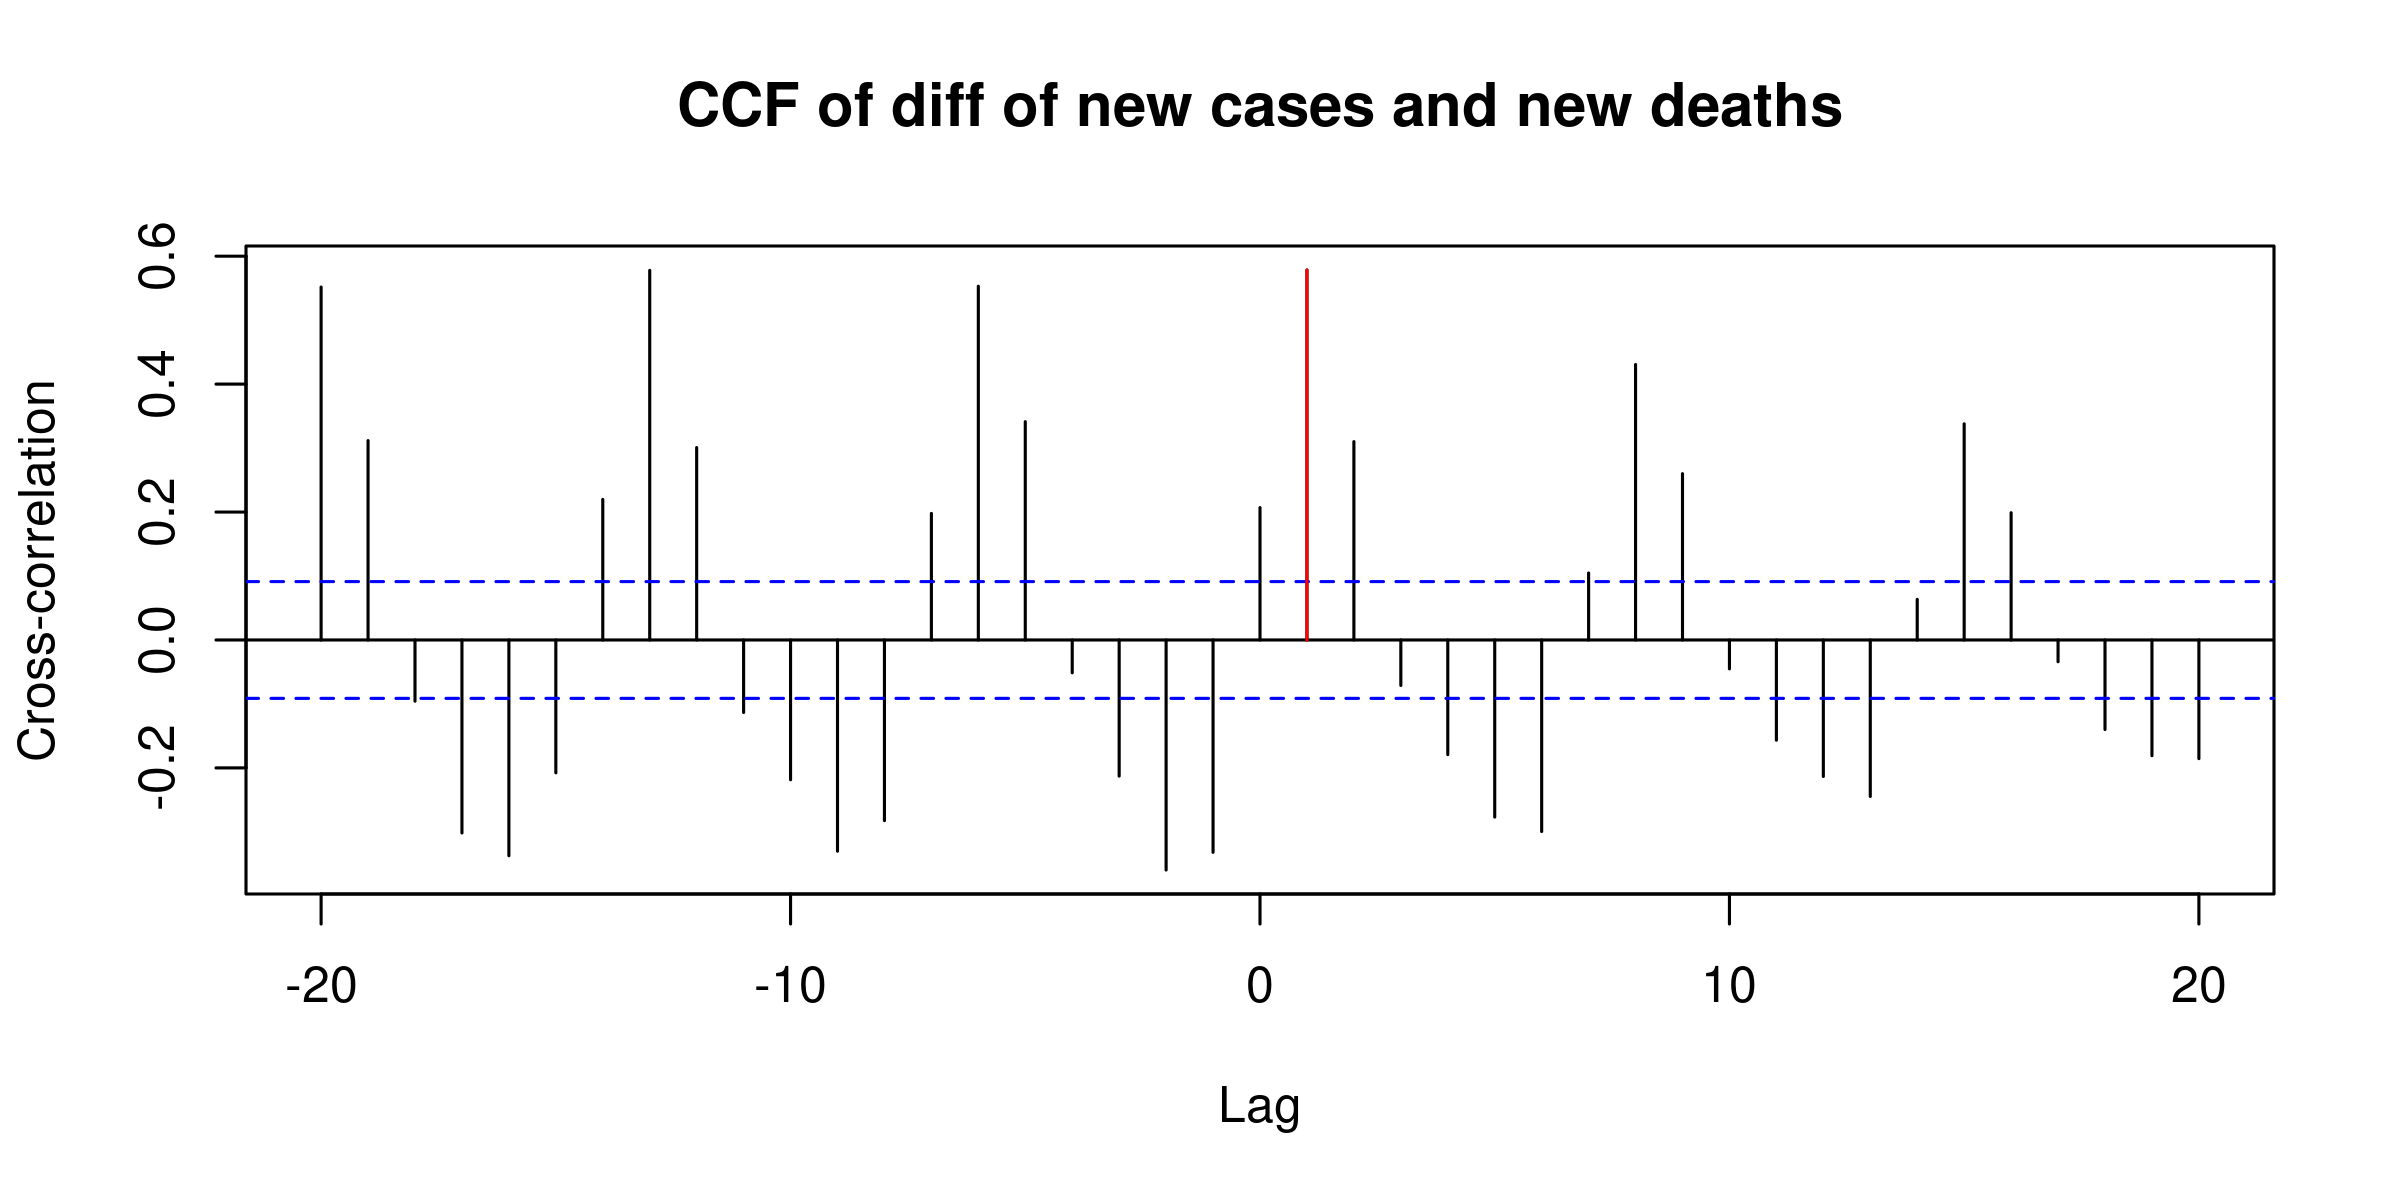 CCF of diff of new cases and new deaths
Cross-correlation
0.6
0.4
0.2
0.0
-0.2
-20 -10 0 10 20
Lag